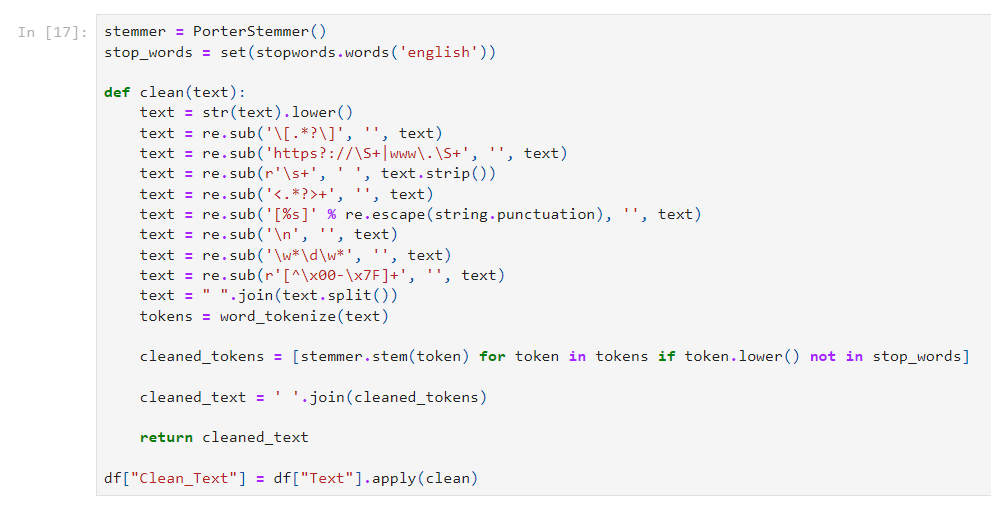 In [17]: stemmer = PorterStemmer()
stop_words = set(stopwords.words('english'))
def clean(text):
    text = str(text).lower()
    text = re.sub('\[.*?\]', '', text)
    text = re.sub('https?://\S+|www\.\S+', '', text)
    text = re.sub(r'\s+', ' ', text.strip())
    text = re.sub('<.*?>+', '', text)
    text = re.sub('[%s]' % re.escape(string.punctuation), '', text)
    text = re.sub('\n', '', text)
    text = re.sub('\w*\d\w*', '', text)
    text = re.sub(r'[^\x00-\x7F]+', '', text)
    text = " ".join(text.split())
    tokens = word_tokenize(text)
    cleaned_tokens = [stemmer.stem(token) for token in tokens if token.lower() not in stop_words]
    cleaned_text = ' '.join(cleaned_tokens)
    return cleaned_text
df["Clean_Text"] = df["Text"].apply(clean)